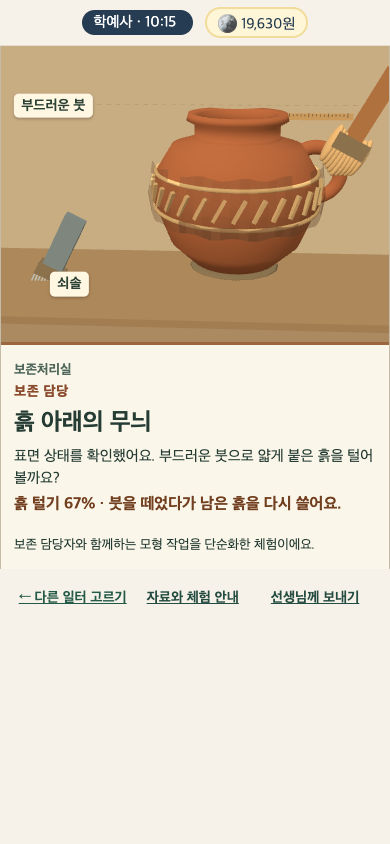 학예사 · 10:15
19,630원
부드러운 붓
쇠솔
보존처리실
보존 담당
흙 아래의 무늬
표면 상태를 확인했어요. 부드러운 붓으로 얇게 붙은 흙을 털어
볼까요?
흙 털기 67% · 붓을 떼었다가 남은 흙을 다시 쓸어요.
보존 담당자와 함께하는 모형 작업을 단순화한 체험이에요.
← 다른 일터 고르기 자료와 체험 안내 선생님께 보내기